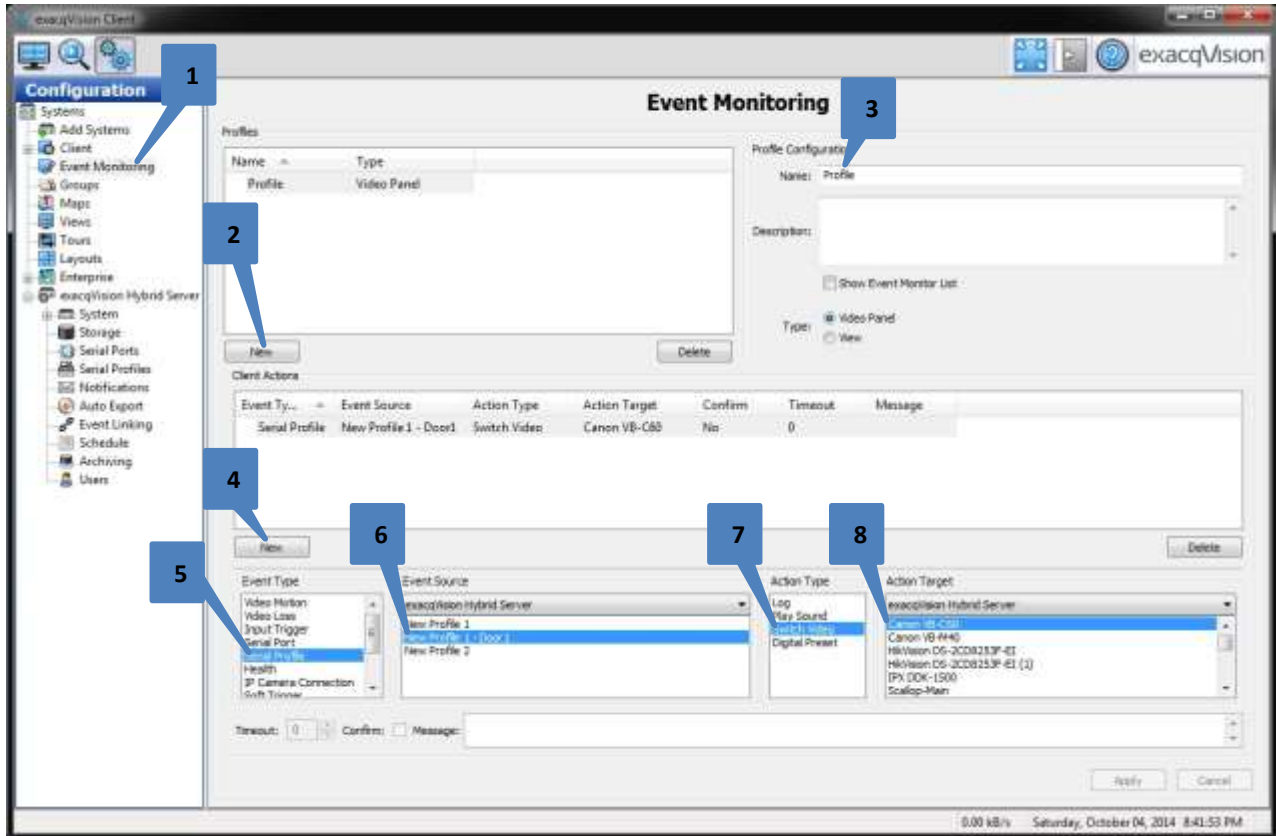 exacqVision Client
exacqVision
Configuration
Systems
Add Systems
Client
Event Monitoring
Groups
Maps
Views
Tours
Layouts
Enterprise
exacqVision Hybrid Server
System
Storage
Serial Ports
Serial Profiles
Notifications
Auto Export
Event Linking
Schedule
Archiving
Users
1
Event Monitoring
3
Profiles
Name Type
Profile Video Panel
2
New Delete
Profile Configuration
Name: Profile
Description:
Show Event Monitor List
Type: Video Panel
View
Client Actions
Event Ty... Event Source Action Type Action Target Confirm Timeout Message
Serial Profile New Profile 1 - Door1 Switch Video Canon VB-C60 No 0
4
6
7
8
New Delete
5
Event Type
Video Motion
Video Loss
Input Trigger
Serial Port
Serial Profile
Health
IP Camera Connection
Soft Trigger
Event Source
exacqVision Hybrid Server
New Profile 1
New Profile 1 - Door1
New Profile 2
Action Type
Log
Play Sound
Switch Video
Digital Preset
Action Target
exacqVision Hybrid Server
Canon VB-C60
Canon VB-M40
HikVision DS-2CD8253F-EI
HikVision DS-2CD8253F-EI (1)
IPX DDK-1500
Scallop-Main
Timeout: 0 Confirm: Message:
Apply Cancel
0.00 kB/s Saturday, October 04, 2014 8:41:53 PM